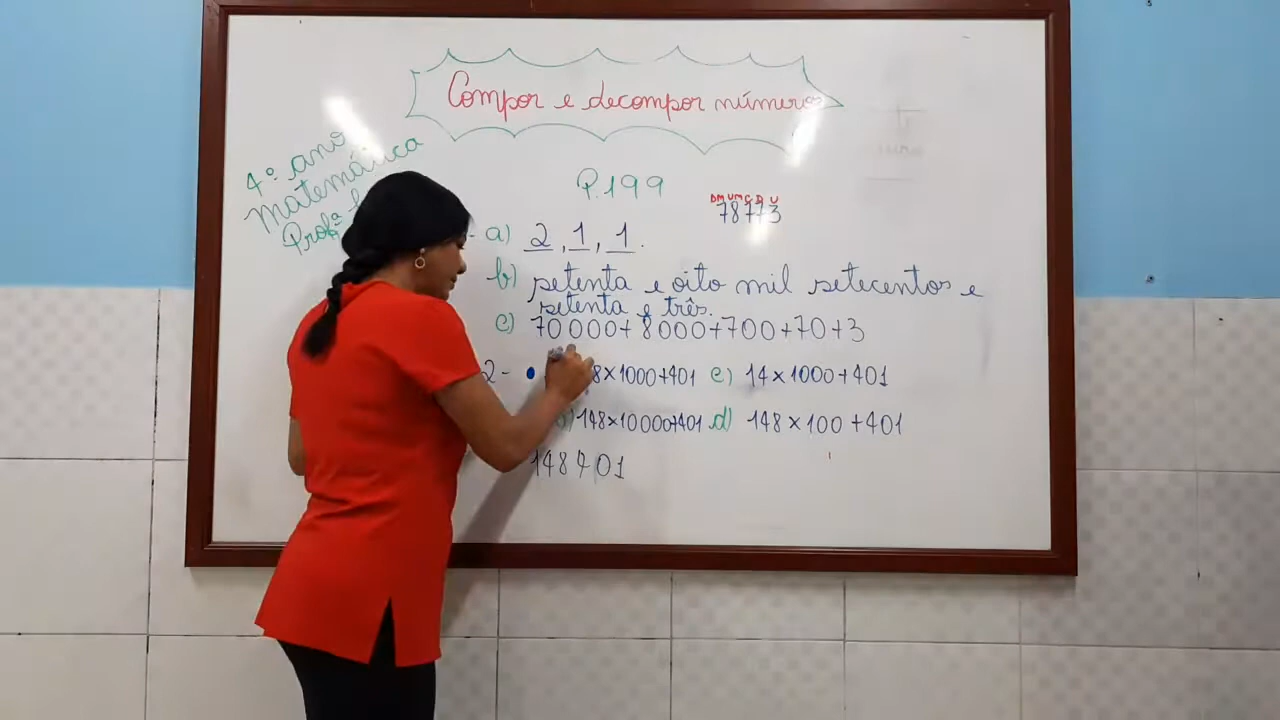 Compor e decompor números
4º ano
Matemática
Profª
P.199
DM UM C D U
78773
a) 2, 1, 1.
b) setenta e oito mil setecentos e
setenta e três.
c) 70000+8000+700+70+3
2- • 8×1000+401 c) 14×1000+401
b) 148×10000+401 d) 148×100+401
148401